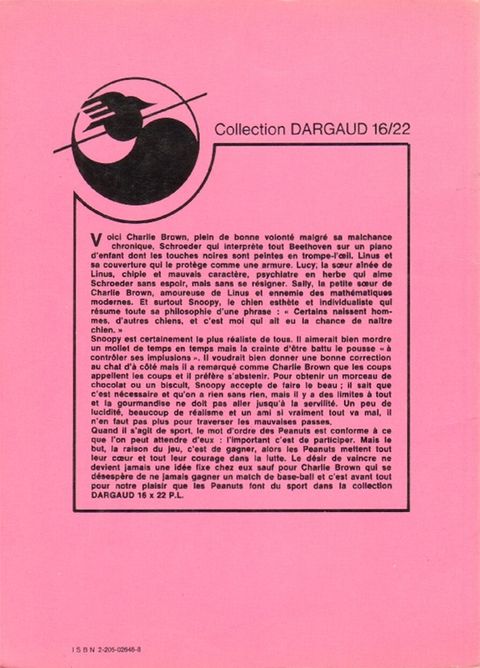 Collection DARGAUD 16/22
Voici Charlie Brown, plein de bonne volonté malgré sa malchance
chronique, Schroeder qui interprète tout Beethoven sur un piano
d'enfant dont les touches noires sont peintes en trompe-l'œil. Linus et
sa couverture qui le protège comme une armure. Lucy, la sœur aînée de
Linus, chipie et mauvais caractère, psychiatre en herbe qui aime
Schroeder sans espoir, mais sans se résigner. Sally, la petite sœur de
Charlie Brown, amoureuse de Linus et ennemie des mathématiques
modernes. Et surtout Snoopy, le chien esthète et individualiste qui
résume toute sa philosophie d'une phrase : « Certains naissent hom-
mes, d'autres chiens, et c'est moi qui ait eu la chance de naître
chien. »
Snoopy est certainement le plus réaliste de tous. Il aimerait bien mordre
un mollet de temps en temps mais la crainte d'être battu le pousse « à
contrôler ses implusions ». Il voudrait bien donner une bonne correction
au chat d'à côté mais il a remarqué comme Charlie Brown que les coups
appellent les coups et il préfère s'abstenir. Pour obtenir un morceau de
chocolat ou un biscuit, Snoopy accepte de faire le beau ; il sait que
c'est nécessaire et qu'on a rien sans rien, mais il y a des limites à tout
et la gourmandise ne doit pas aller jusqu'à la servilité. Un peu de
lucidité, beaucoup de réalisme et un ami si vraiment tout va mal, il
n'en faut pas plus pour traverser les mauvaises passes.
Quand il s'agit de sport, le mot d'ordre des Peanuts est conforme à ce
que l'on peut attendre d'eux : l'important c'est de participer. Mais le
but, la raison du jeu, c'est de gagner, alors les Peanuts mettent tout
leur cœur et tout leur courage dans la lutte. Le désir de vaincre ne
devient jamais une idée fixe chez eux sauf pour Charlie Brown qui se
désespère de ne jamais gagner un match de base-ball et c'est avant tout
pour notre plaisir que les Peanuts font du sport dans la collection
DARGAUD 16 x 22 P.L.
ISBN 2-205-02648-8